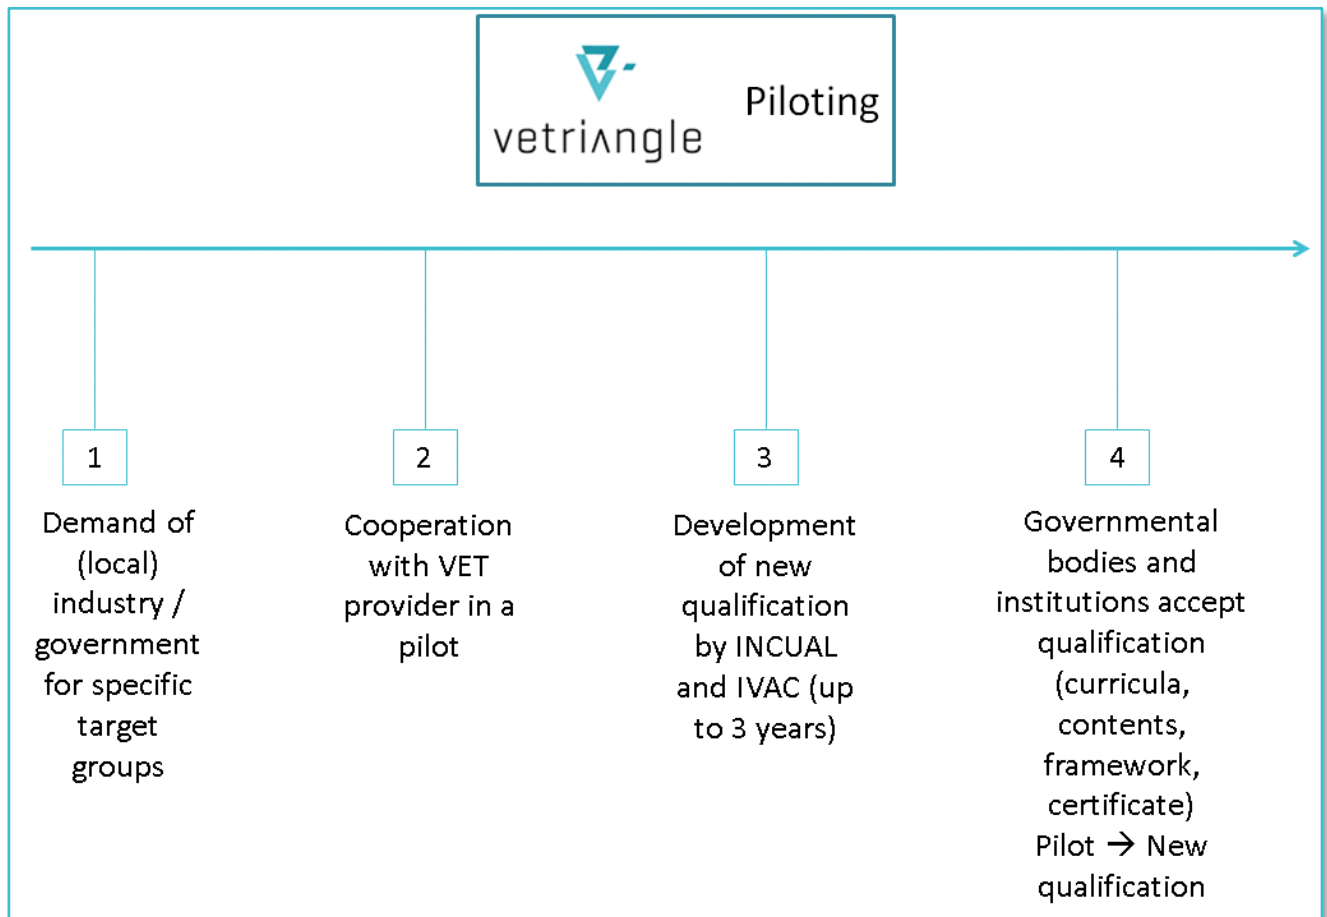 vetriʌngle
Piloting
1
Demand of
(local)
industry /
government
for specific
target
groups
2
Cooperation
with VET
provider in a
pilot
3
Development
of new
qualification
by INCUAL
and IVAC (up
to 3 years)
4
Governmental
bodies and
institutions accept
qualification
(curricula,
contents,
framework,
certificate)
Pilot → New
qualification